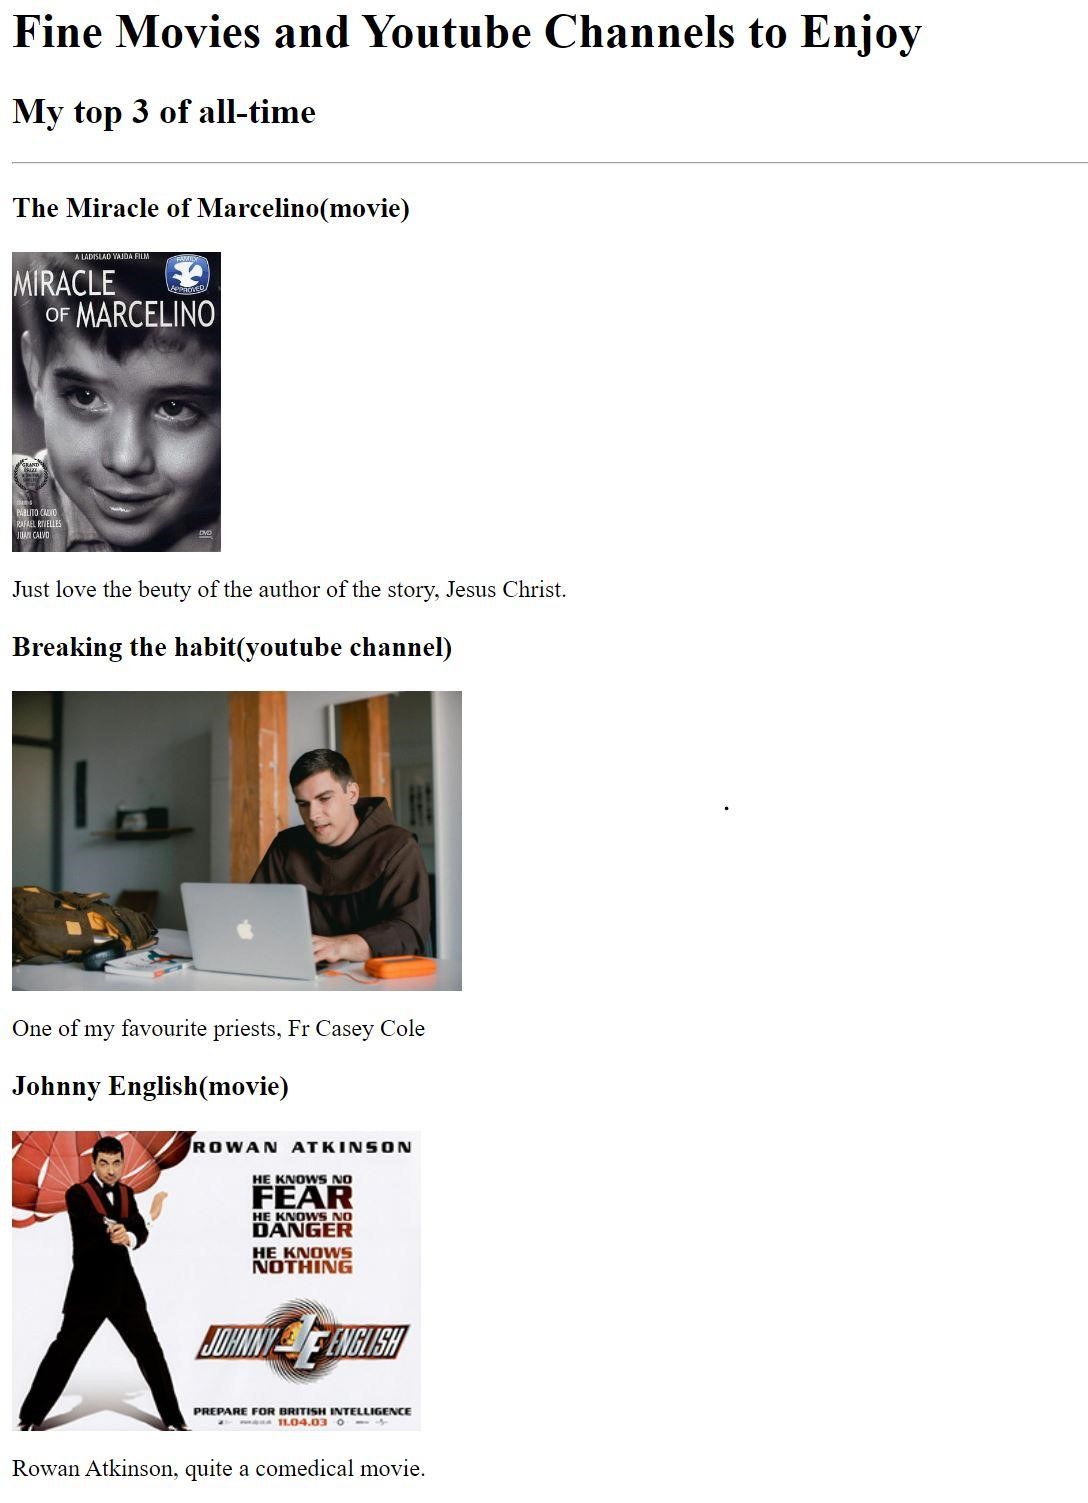 Fine Movies and Youtube Channels to Enjoy
My top 3 of all-time
The Miracle of Marcelino(movie)
A LADISLAO VAJDA FILM
FAMILY
APPROVED
MIRACLE
OF MARCELINO
GRAND
PRIZE
PABLITO CALVO
RAFAEL RIVELLES
JUAN CALVO
DVD
Just love the beuty of the author of the story, Jesus Christ.
Breaking the habit(youtube channel)
One of my favourite priests, Fr Casey Cole
Johnny English(movie)
ROWAN ATKINSON
HE KNOWS NO
FEAR
HE KNOWS NO
DANGER
HE KNOWS
NOTHING
JOHNNY JE ENGLISH
PREPARE FOR BRITISH INTELLIGENCE
11.04.03
Rowan Atkinson, quite a comedical movie.